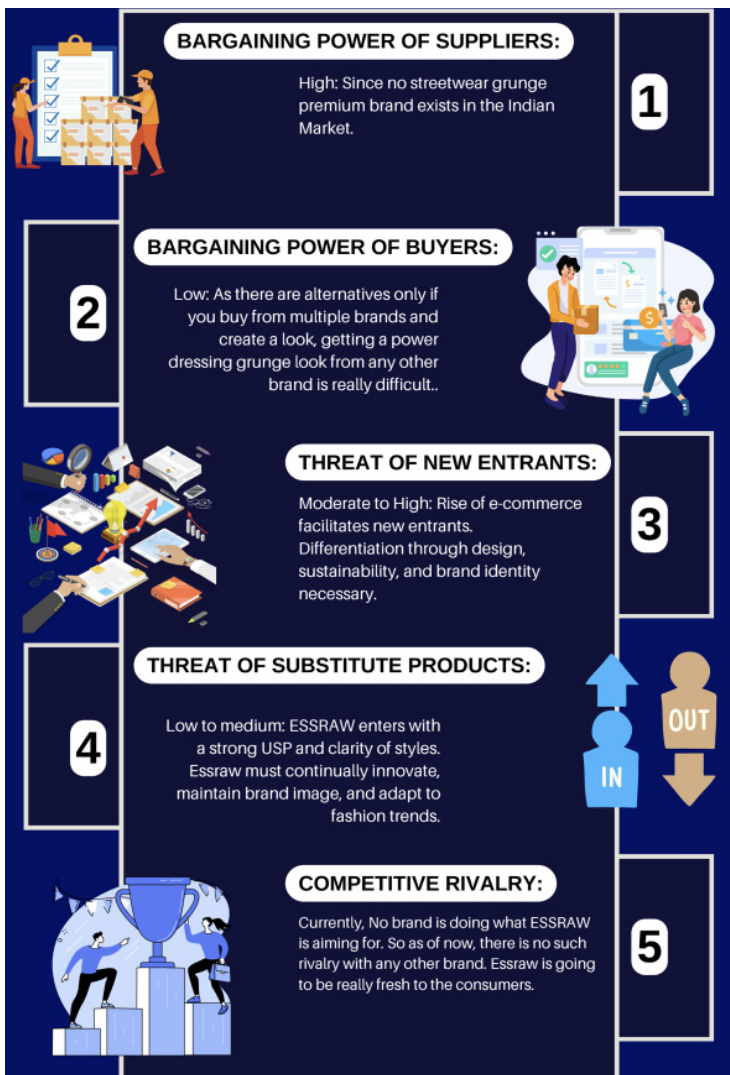 BARGAINING POWER OF SUPPLIERS:
High: Since no streetwear grunge
premium brand exists in the Indian
Market.
1
BARGAINING POWER OF BUYERS:
2
Low: As there are alternatives only if
you buy from multiple brands and
create a look, getting a power
dressing grunge look from any other
brand is really difficult..
THREAT OF NEW ENTRANTS:
Moderate to High: Rise of e-commerce
facilitates new entrants.
Differentiation through design,
sustainability, and brand identity
necessary.
3
THREAT OF SUBSTITUTE PRODUCTS:
4
Low to medium: ESSRAW enters with
a strong USP and clarity of styles.
Essraw must continually innovate,
maintain brand image, and adapt to
fashion trends.
IN
OUT
COMPETITIVE RIVALRY:
Currently, No brand is doing what ESSRAW
is aiming for. So as of now, there is no such
rivalry with any other brand. Essraw is going
to be really fresh to the consumers.
5